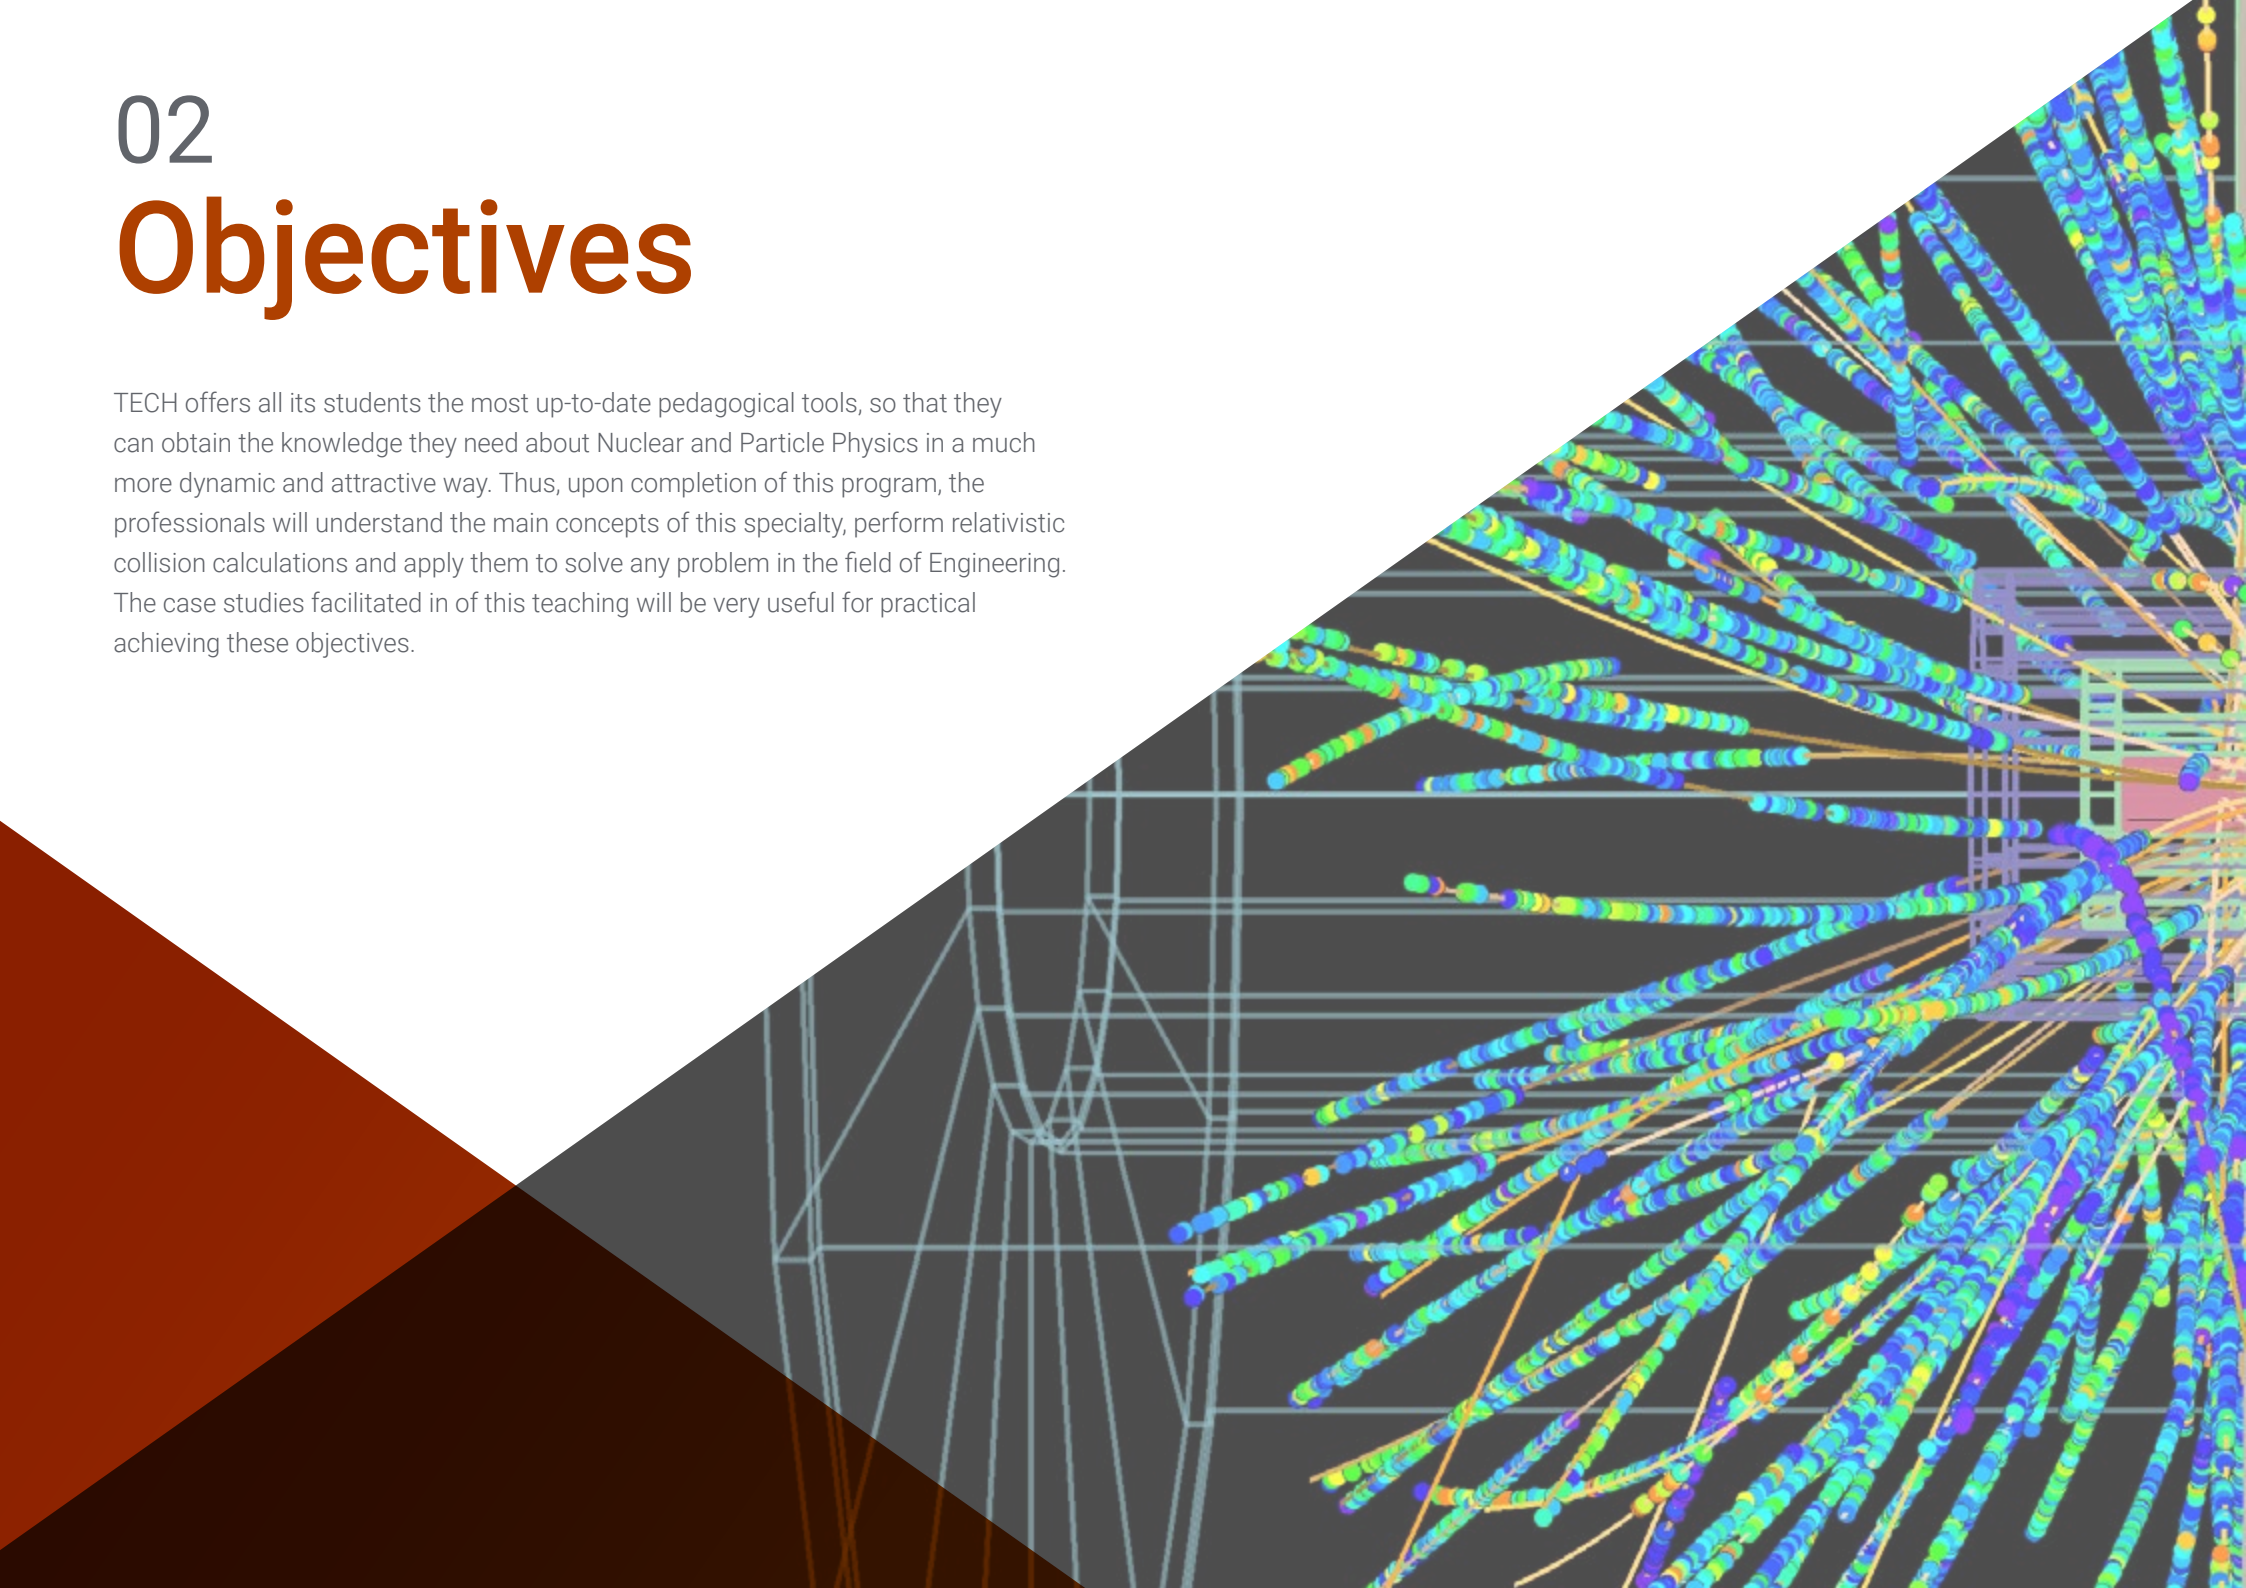 02
Objectives
TECH offers all its students the most up-to-date pedagogical tools, so that they
can obtain the knowledge they need about Nuclear and Particle Physics in a much
more dynamic and attractive way. Thus, upon completion of this program, the
professionals will understand the main concepts of this specialty, perform relativistic
collision calculations and apply them to solve any problem in the field of Engineering.
The case studies facilitated in of this teaching will be very useful for practical
achieving these objectives.